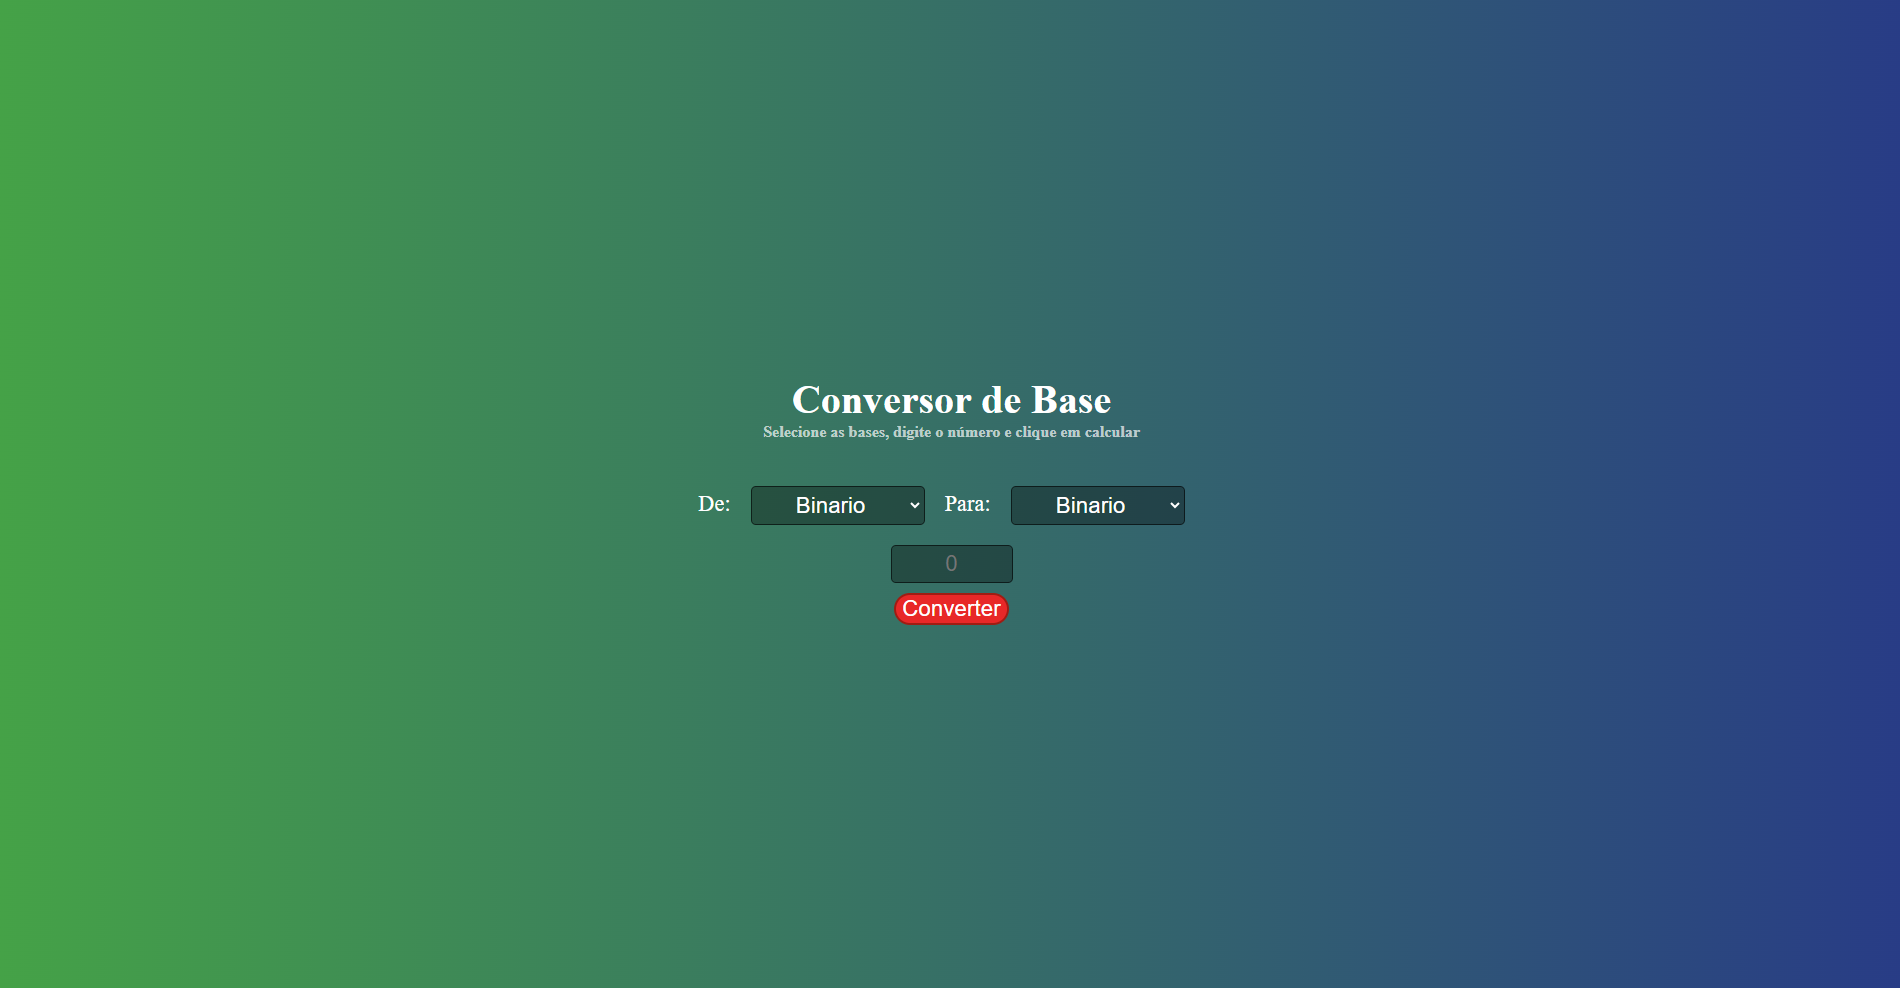 Conversor de Base
Selecione as bases, digite o número e clique em calcular
De: Binario Para: Binario
0
Converter